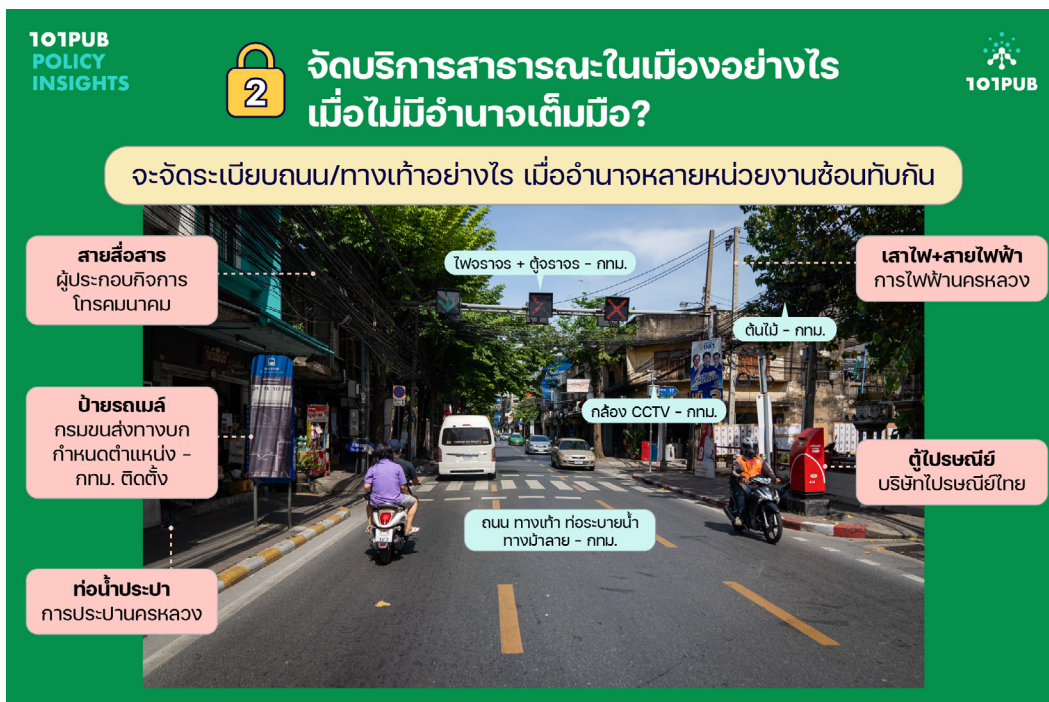 101PUB
POLICY
INSIGHTS
2
จัดบริการสาธารณะในเมืองอย่างไร
เมื่อไม่มีอำนาจเต็มมือ?
101PUB
จะจัดระเบียบถนน/ทางเท้าอย่างไร เมื่ออำนาจหลายหน่วยงานซ้อนทับกัน
สายสื่อสาร
ผู้ประกอบกิจการ
โทรคมนาคม
ไฟจราจร + ตู้จราจร - กทม.
เสาไฟ+สายไฟฟ้า
การไฟฟ้านครหลวง
ต้นไม้ - กทม.
ป้ายรถเมล์
กรมขนส่งทางบก
กำหนดตำแหน่ง -
กทม. ติดตั้ง
กล้อง CCTV - กทม.
ตู้ไปรษณีย์
บริษัทไปรษณีย์ไทย
ถนน ทางเท้า ท่อระบายน้ำ
ทางม้าลาย - กทม.
ท่อน้ำประปา
การประปานครหลวง